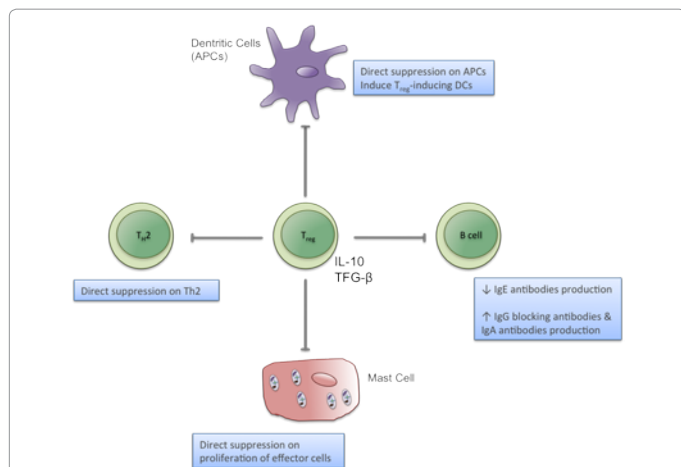 Dentritic Cells
(APCs)
Direct suppression on APCs
Induce Treg-inducing DCs
TH2
Treg
B cell
IL-10
TFG-β
Direct suppression on Th2
↓ IgE antibodies production
↑ IgG blocking antibodies &
IgA antibodies production
Mast Cell
Direct suppression on
proliferation of effector cells